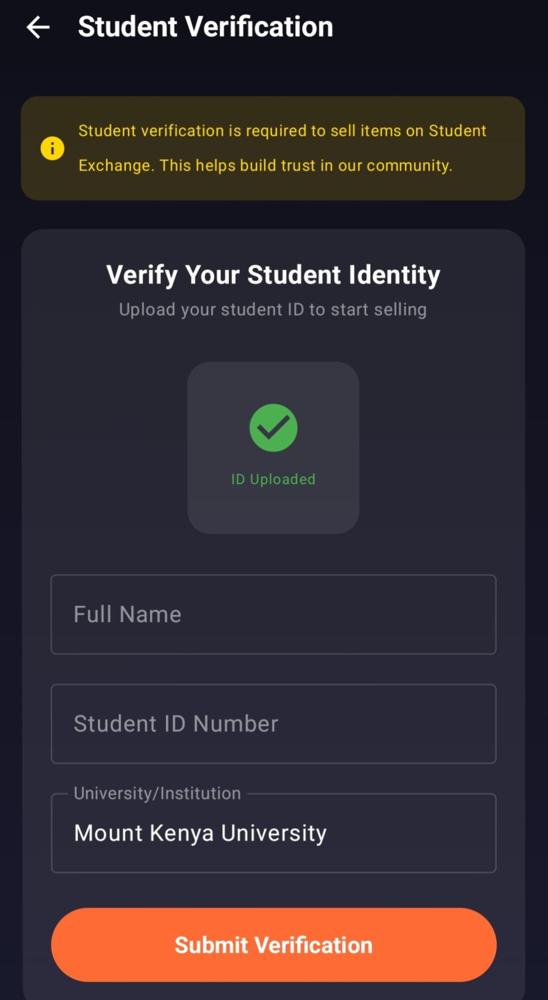 Student Verification
Student verification is required to sell items on Student
Exchange. This helps build trust in our community.
Verify Your Student Identity
Upload your student ID to start selling
ID Uploaded
Full Name
Student ID Number
University/Institution
Mount Kenya University
Submit Verification